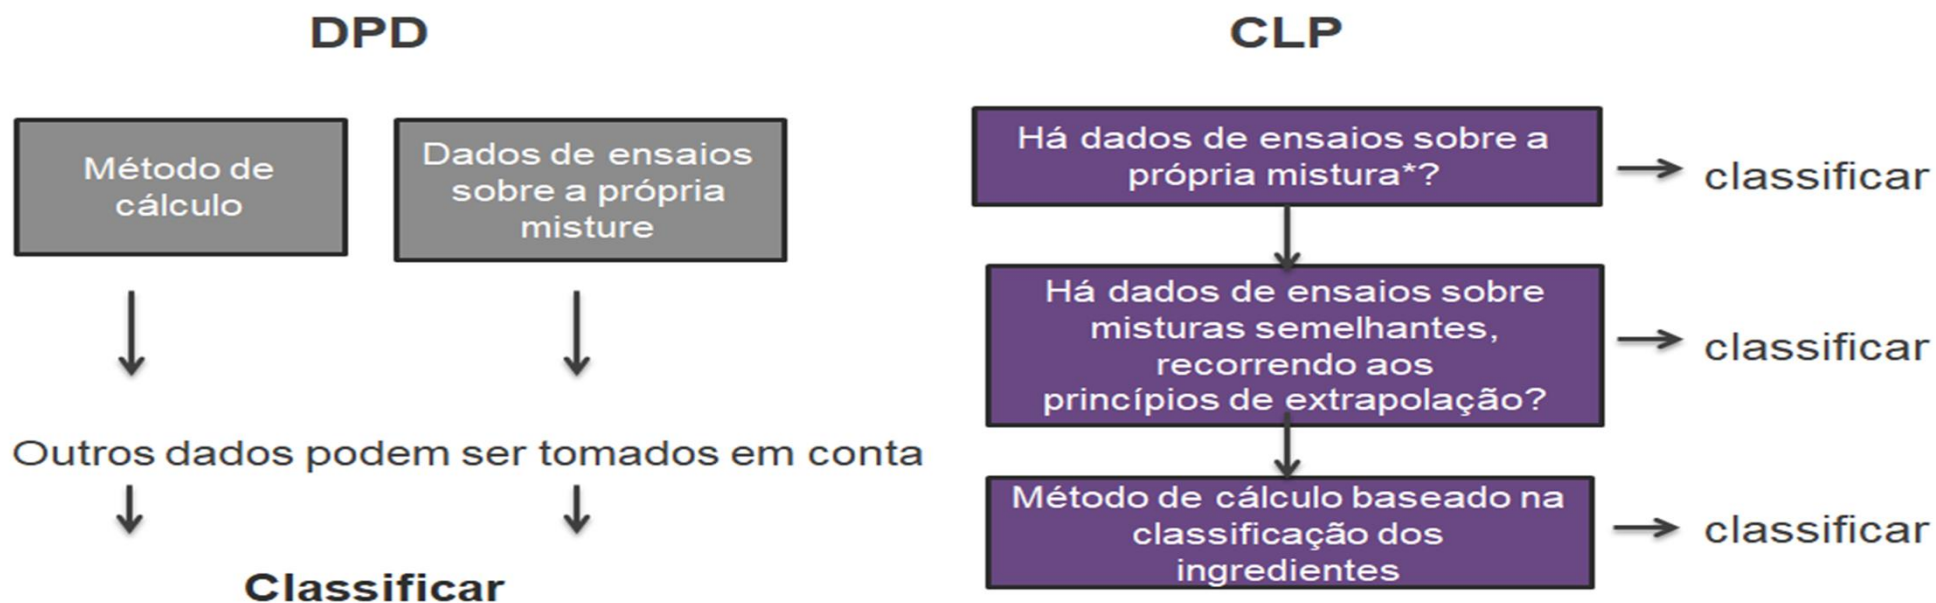 DPD
Método de
cálculo
Dados de ensaios
sobre a própria
misture
Outros dados podem ser tomados em conta
Classificar
CLP
Há dados de ensaios sobre a
própria mistura*?
classificar
Há dados de ensaios sobre
misturas semelhantes,
recorrendo aos
princípios de extrapolação?
classificar
Método de cálculo baseado na
classificação dos
ingredientes
classificar